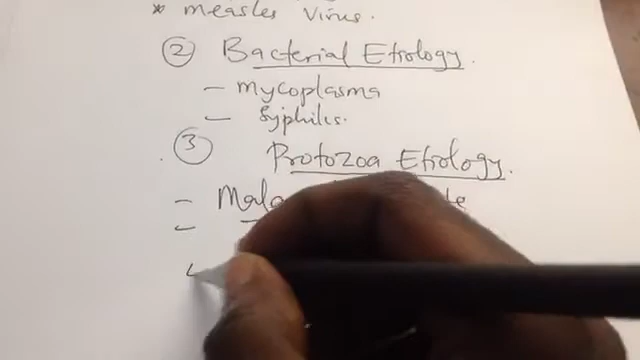 * measles virus.
② Bacterial Etiology.
- Mycoplasma
- Syphilis.
③ Protozoa Etiology.
-
-